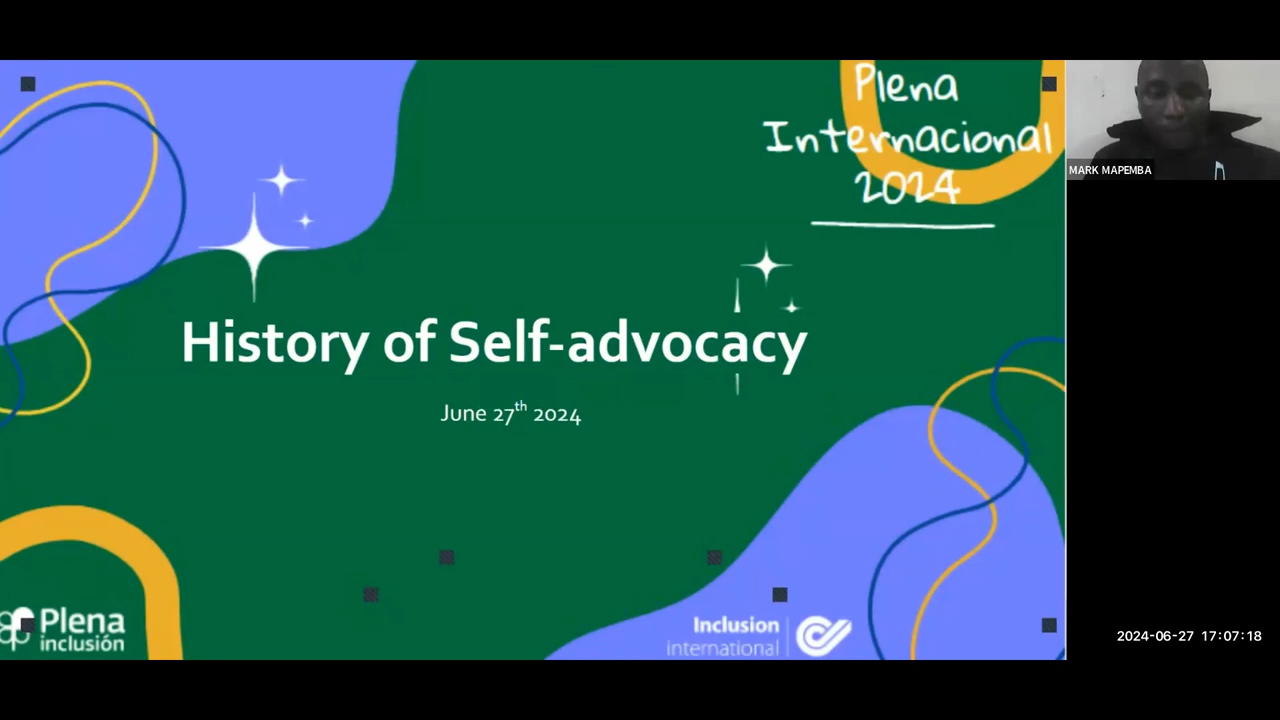 Plena
Internacional
2024
History of Self-advocacy
June 27th 2024
Plena
inclusión
Inclusion
international
MARK MAPEMBA
2024-06-27 17:07:18